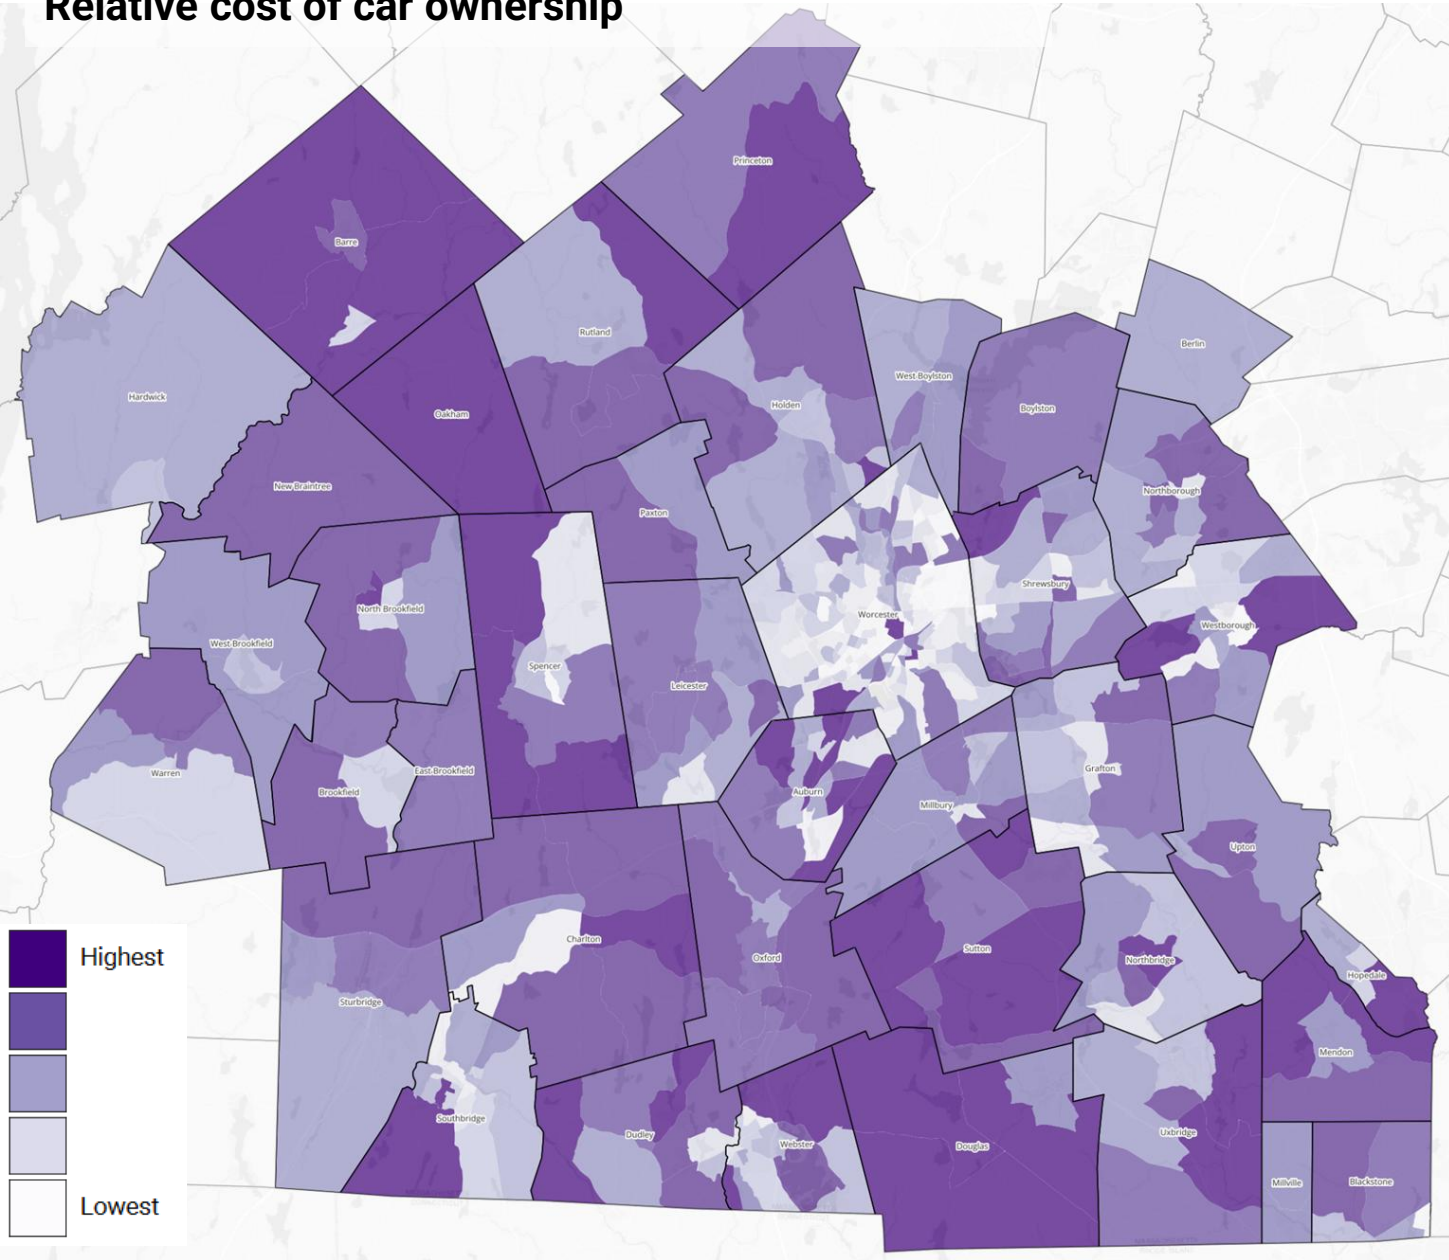 Relative cost of car ownership
Princeton
Barre
Rutland
Berlin
West Boylston
Hardwick
Holden
Boylston
Oakham
New Braintree
Northborough
Paxton
Shrewsbury
North Brookfield
Worcester
Westborough
West Brookfield
Spencer
Leicester
Warren
East Brookfield
Grafton
Brookfield
Auburn
Millbury
Upton
Charlton
Sutton
Oxford
Northbridge
Hopedale
Sturbridge
Mendon
Southbridge
Dudley
Webster
Douglas
Uxbridge
Millville
Blackstone
Highest
Lowest